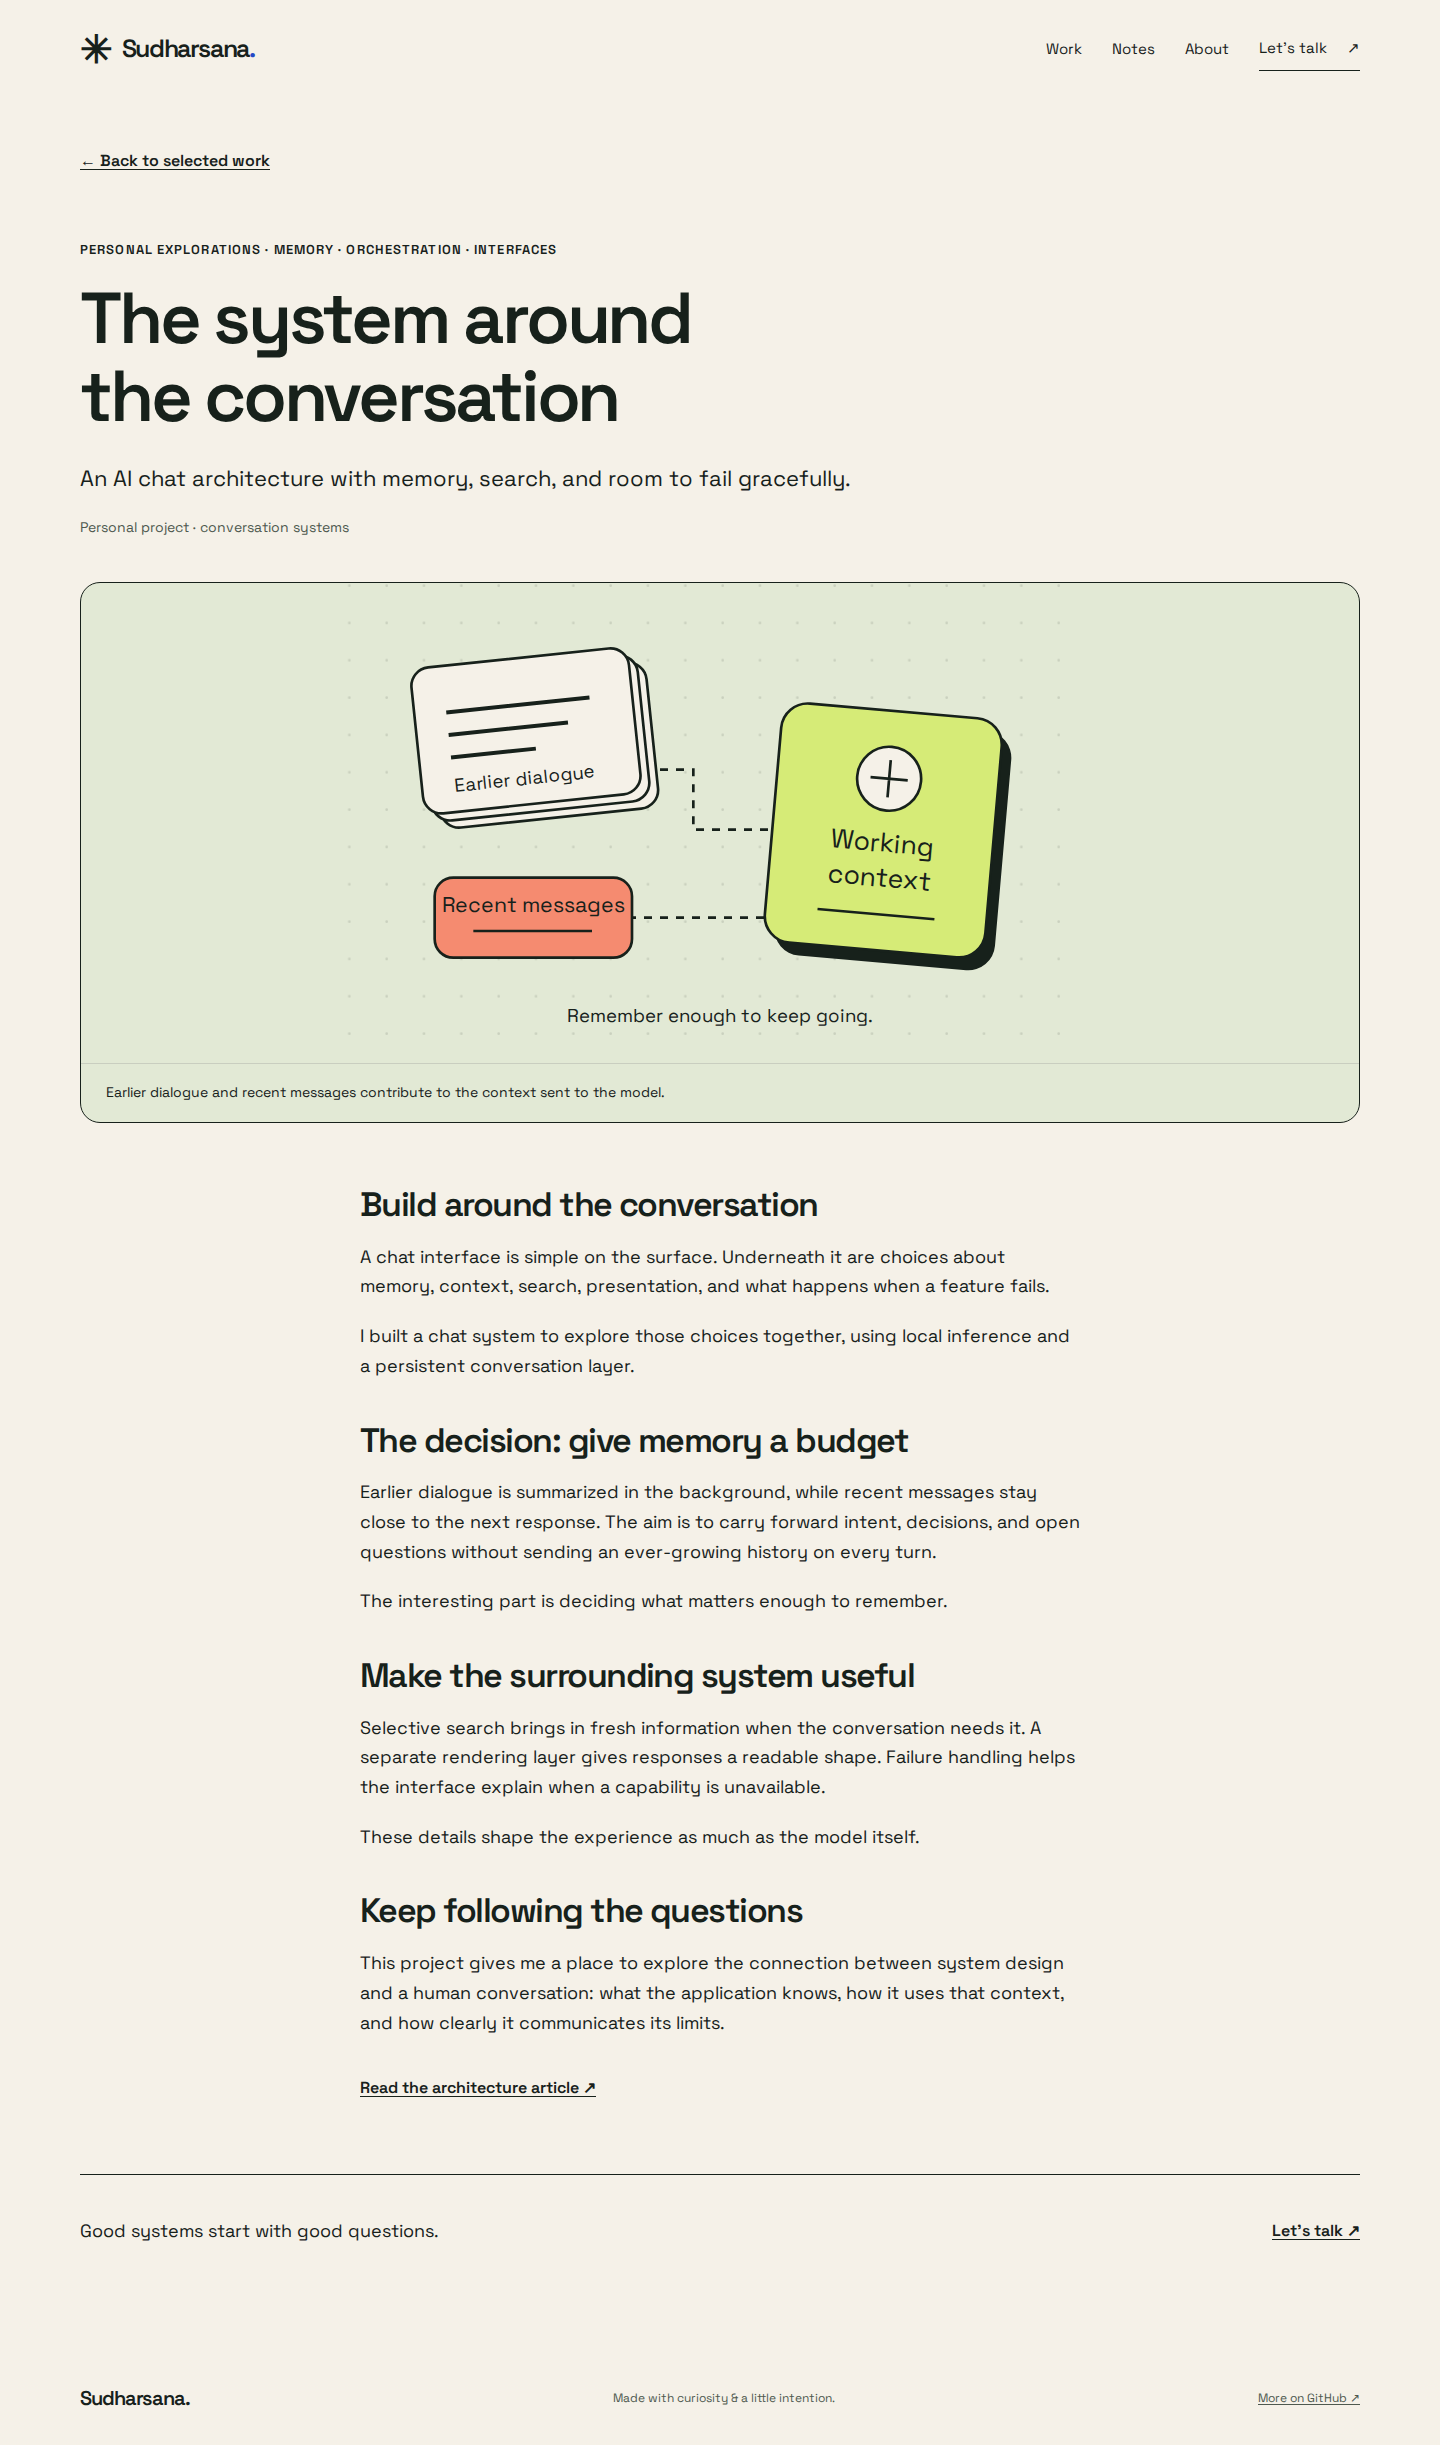 Sudharsana.
Work Notes About Let's talk ↗
← Back to selected work
PERSONAL EXPLORATIONS · MEMORY · ORCHESTRATION · INTERFACES
The system around
the conversation
An AI chat architecture with memory, search, and room to fail gracefully.
Personal project · conversation systems
Earlier dialogue
Working
context
Recent messages
Remember enough to keep going.
Earlier dialogue and recent messages contribute to the context sent to the model.
Build around the conversation
A chat interface is simple on the surface. Underneath it are choices about
memory, context, search, presentation, and what happens when a feature fails.
I built a chat system to explore those choices together, using local inference and
a persistent conversation layer.
The decision: give memory a budget
Earlier dialogue is summarized in the background, while recent messages stay
close to the next response. The aim is to carry forward intent, decisions, and open
questions without sending an ever-growing history on every turn.
The interesting part is deciding what matters enough to remember.
Make the surrounding system useful
Selective search brings in fresh information when the conversation needs it. A
separate rendering layer gives responses a readable shape. Failure handling helps
the interface explain when a capability is unavailable.
These details shape the experience as much as the model itself.
Keep following the questions
This project gives me a place to explore the connection between system design
and a human conversation: what the application knows, how it uses that context,
and how clearly it communicates its limits.
Read the architecture article ↗
Good systems start with good questions.
Let's talk ↗
Sudharsana.
Made with curiosity & a little intention.
More on GitHub ↗